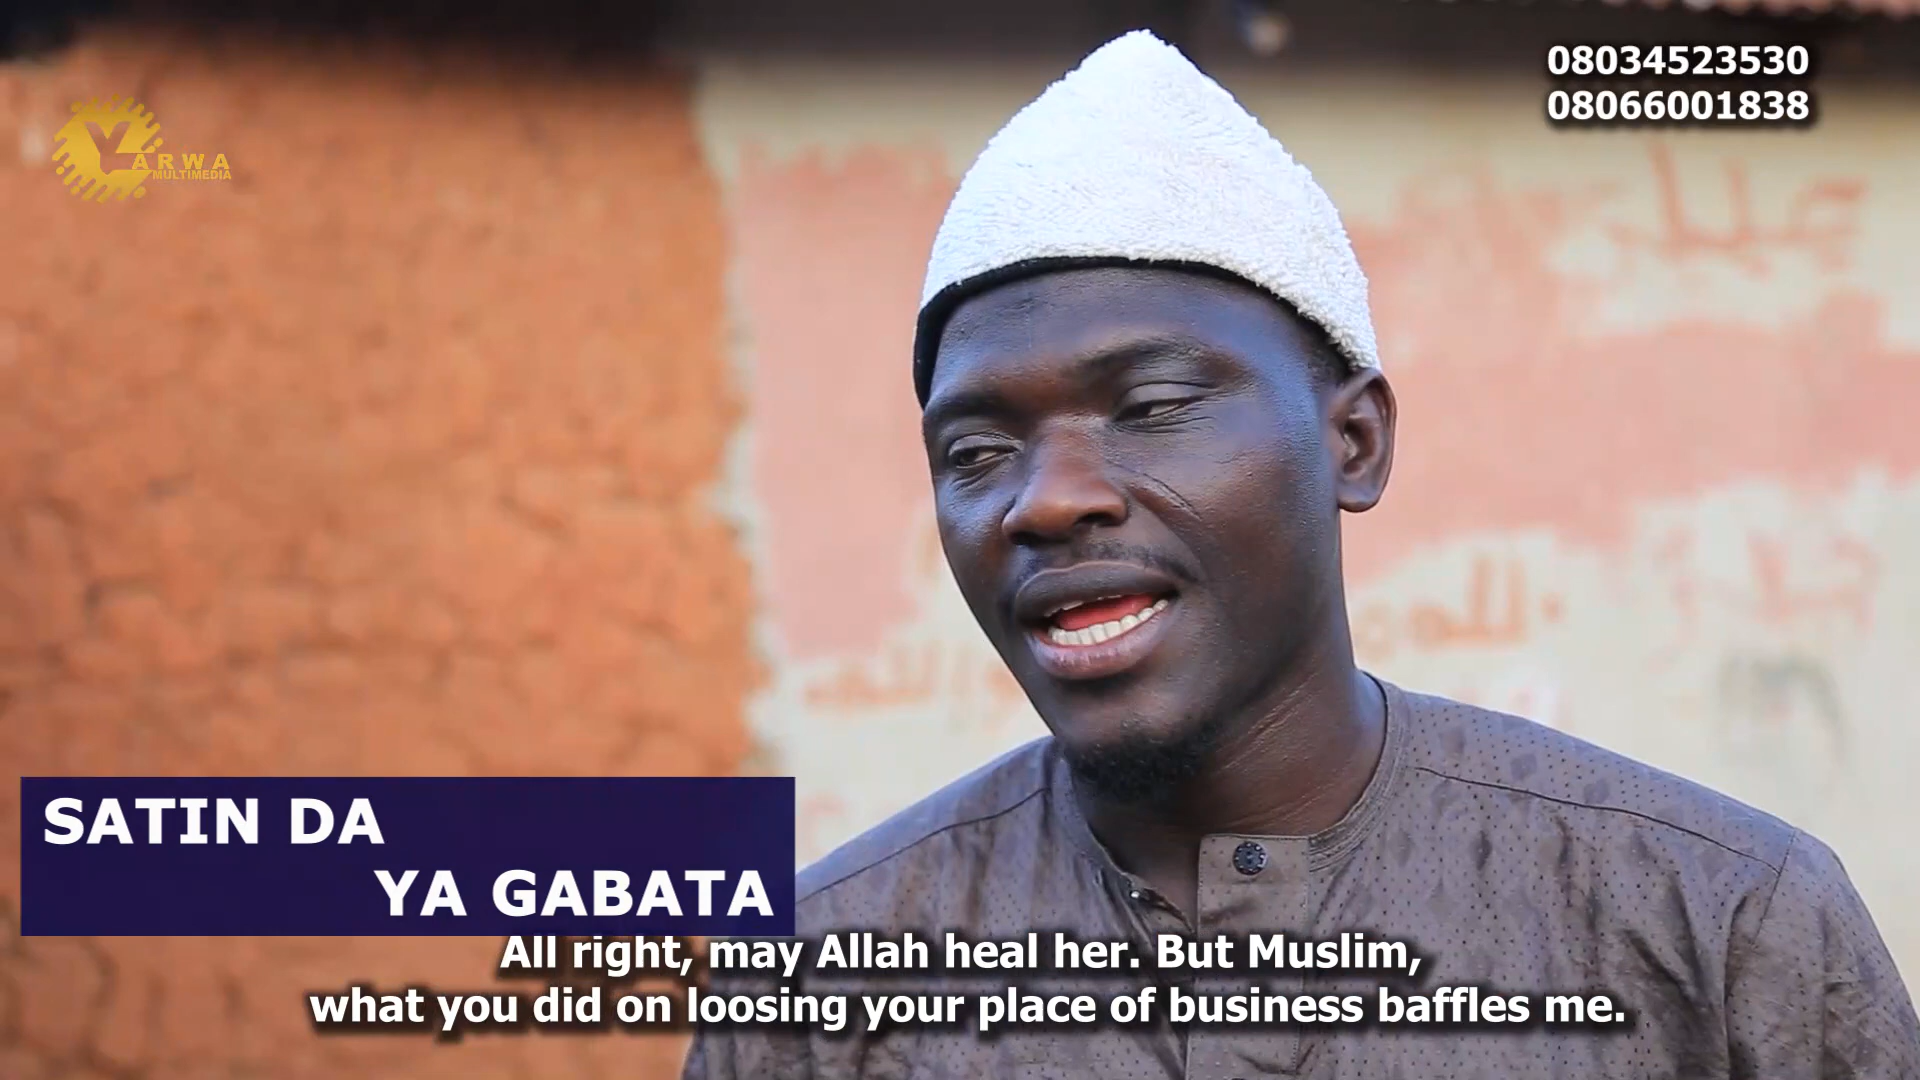 08034523530
08066001838
YARWA
MULTIMEDIA
SATIN DA
YA GABATA
All right, may Allah heal her. But Muslim,
what you did on loosing your place of business baffles me.